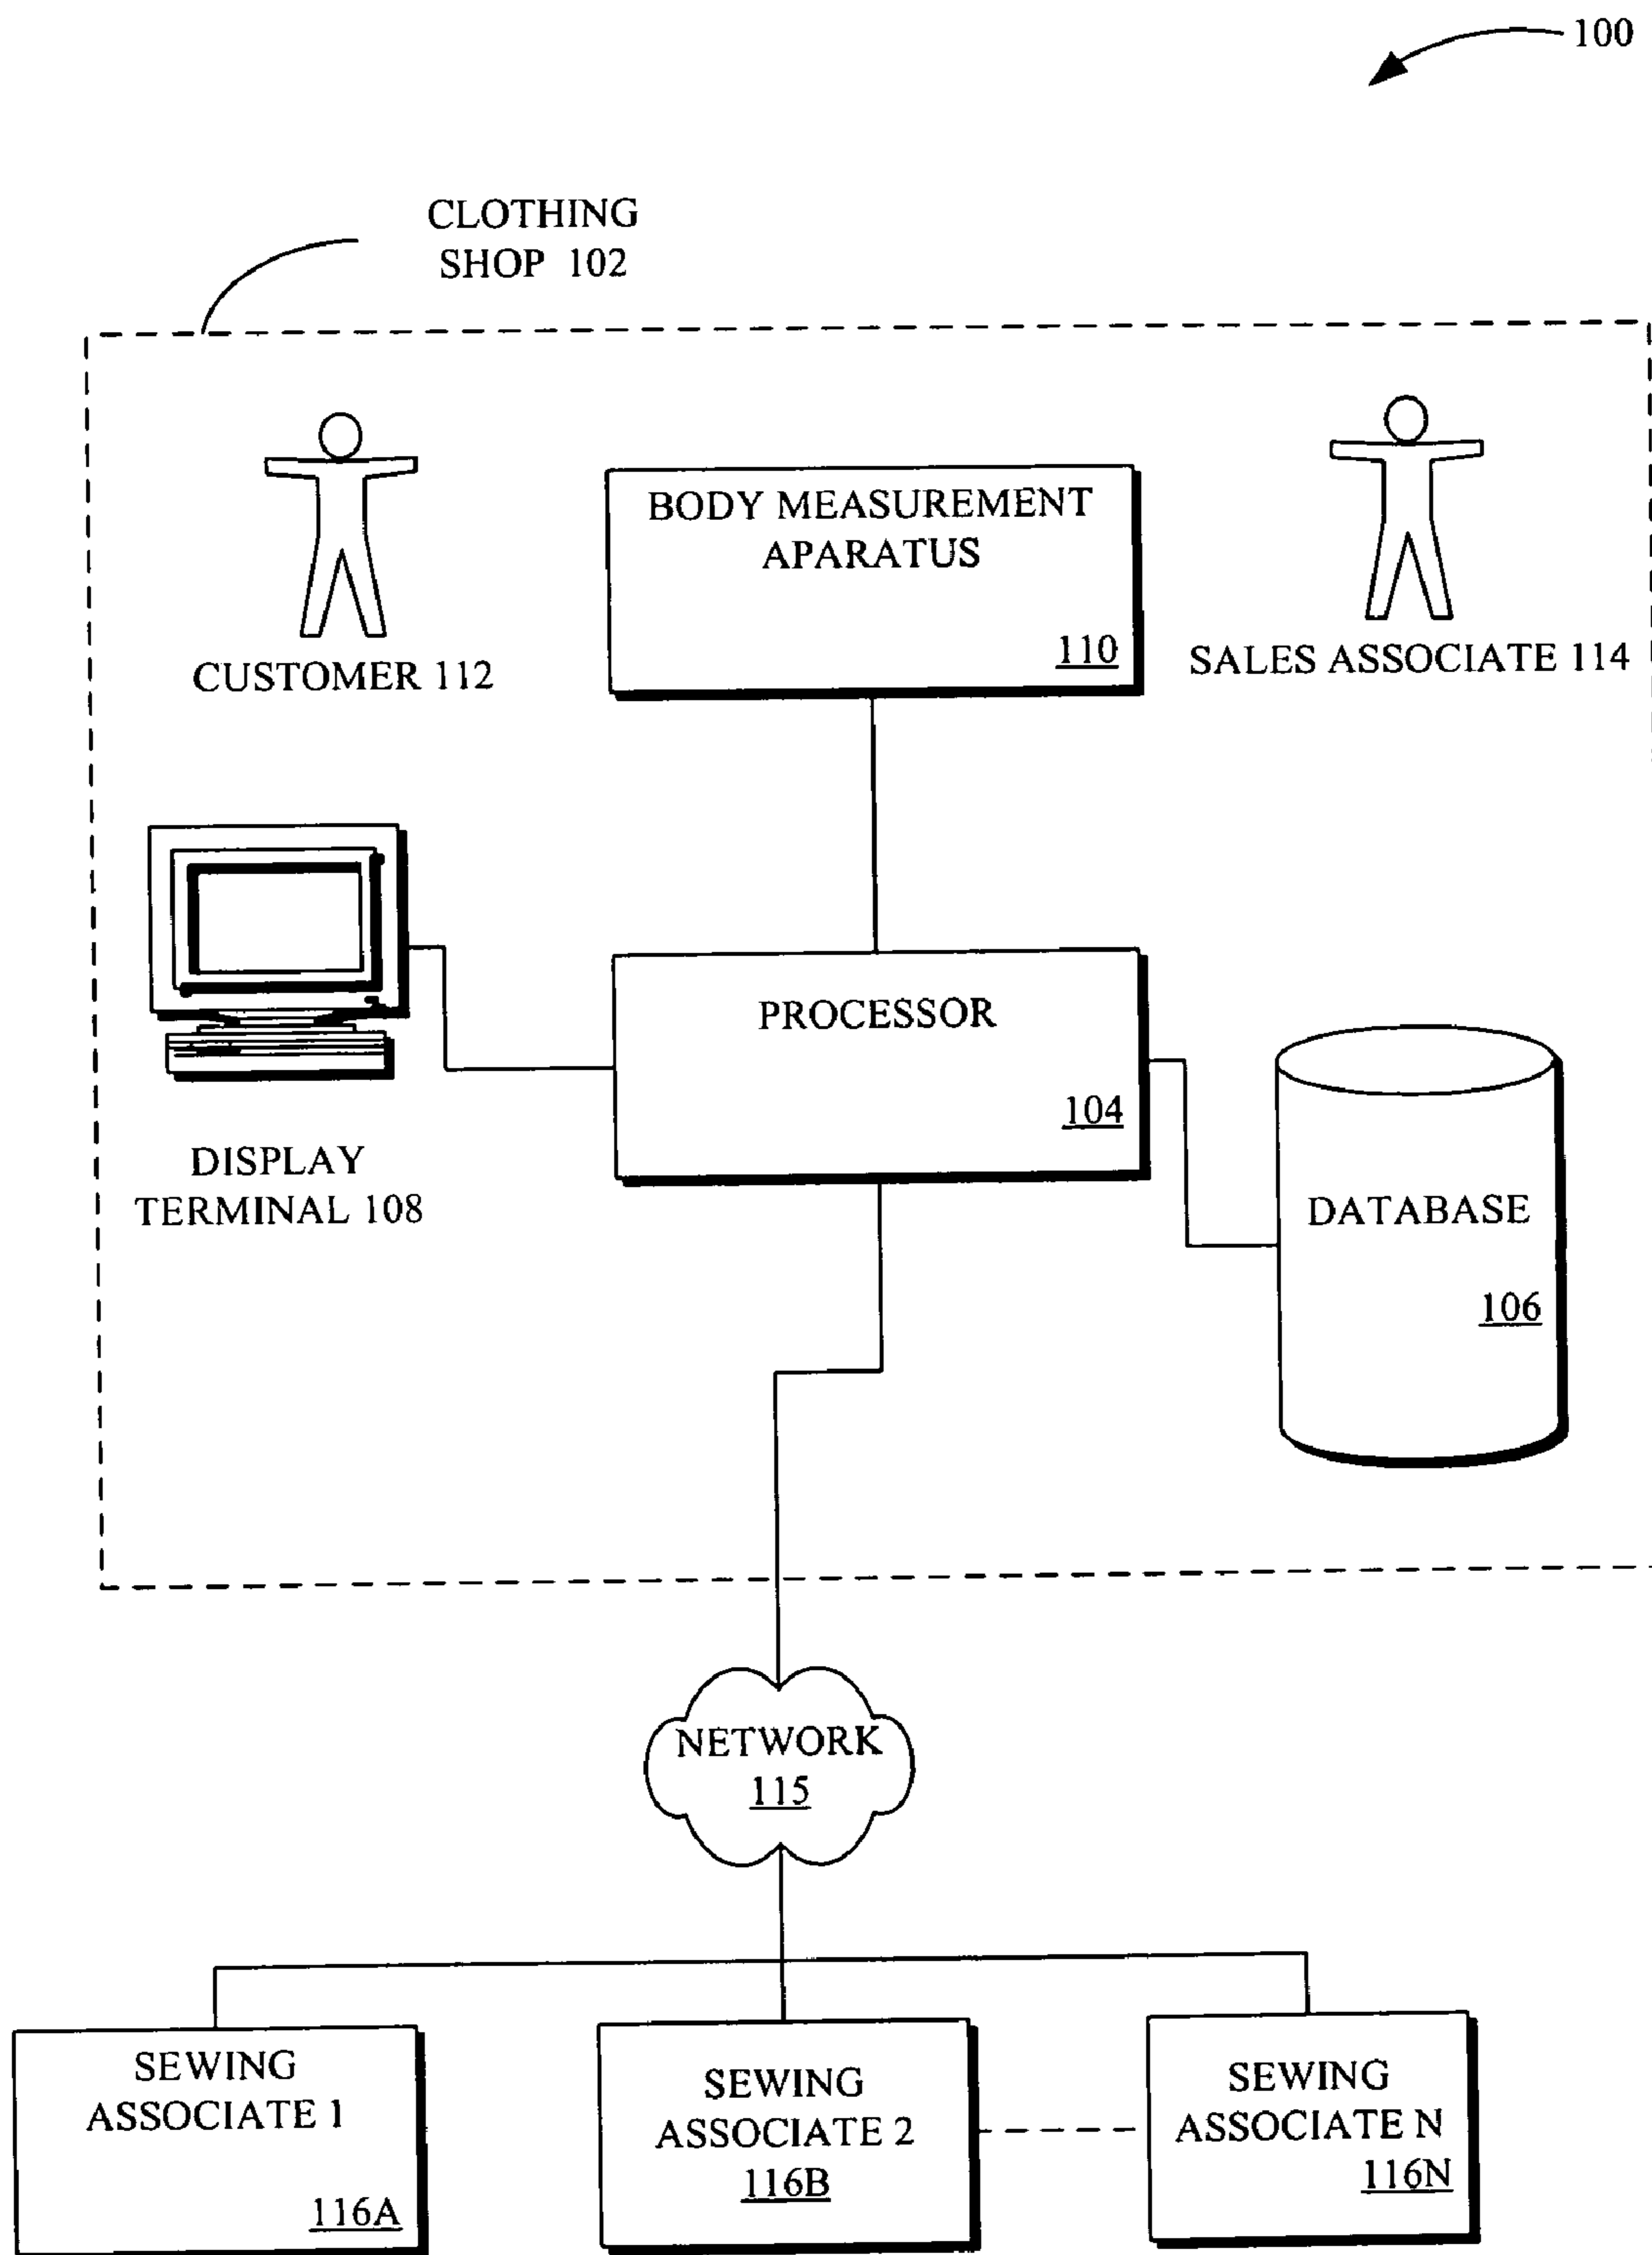 100
CLOTHING
SHOP 102
BODY MEASUREMENT
APARATUS
110
CUSTOMER 112
SALES ASSOCIATE 114
PROCESSOR
104
DISPLAY
TERMINAL 108
DATABASE
106
NETWORK
115
SEWING
ASSOCIATE 1
116A
SEWING
ASSOCIATE 2
116B
SEWING
ASSOCIATE N
116N